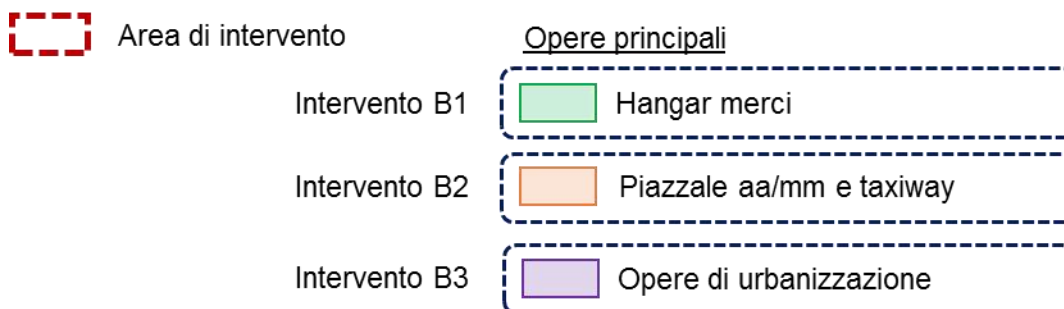 Area di intervento
Opere principali
Intervento B1 Hangar merci
Intervento B2 Piazzale aa/mm e taxiway
Intervento B3 Opere di urbanizzazione